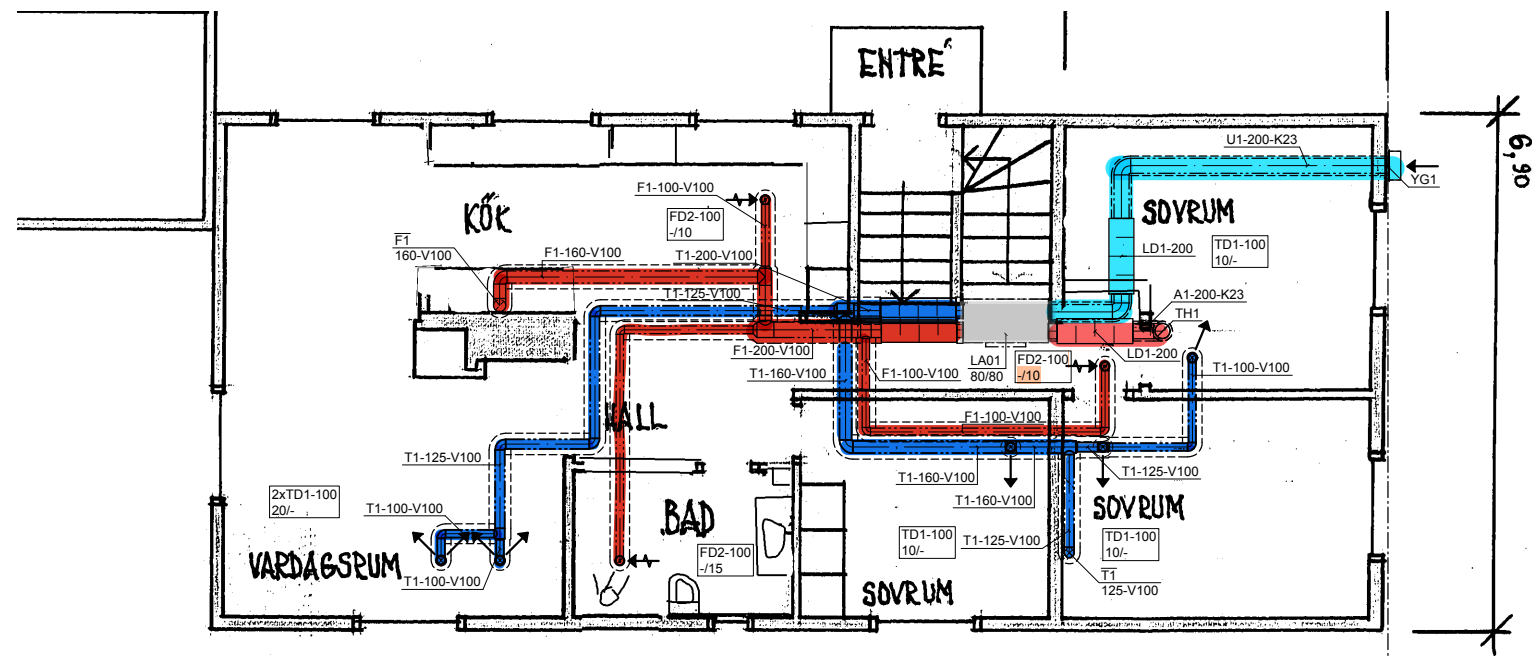 ENTRE´
U1-200-K23
YG1
6,90
F1-100-V100
FD2-100
-/10
KÖK
SOVRUM
TD1-100
10/-
F1
160-V100
F1-160-V100
T1-200-V100
LD1-200
T1-125-V100
A1-200-K23
TH1
F1-200-V100
LA01
80/80
FD2-100
-/10
LD1-200
T1-160-V100
F1-100-V100
T1-100-V100
HALL
F1-100-V100
T1-125-V100
T1-160-V100
T1-125-V100
T1-160-V100
2xTD1-100
20/-
T1-100-V100
BAD
SOVRUM
TD1-100
10/-
T1-125-V100
TD1-100
10/-
FD2-100
-/15
VARDAGSRUM
T1-100-V100
SOVRUM
T1
125-V100